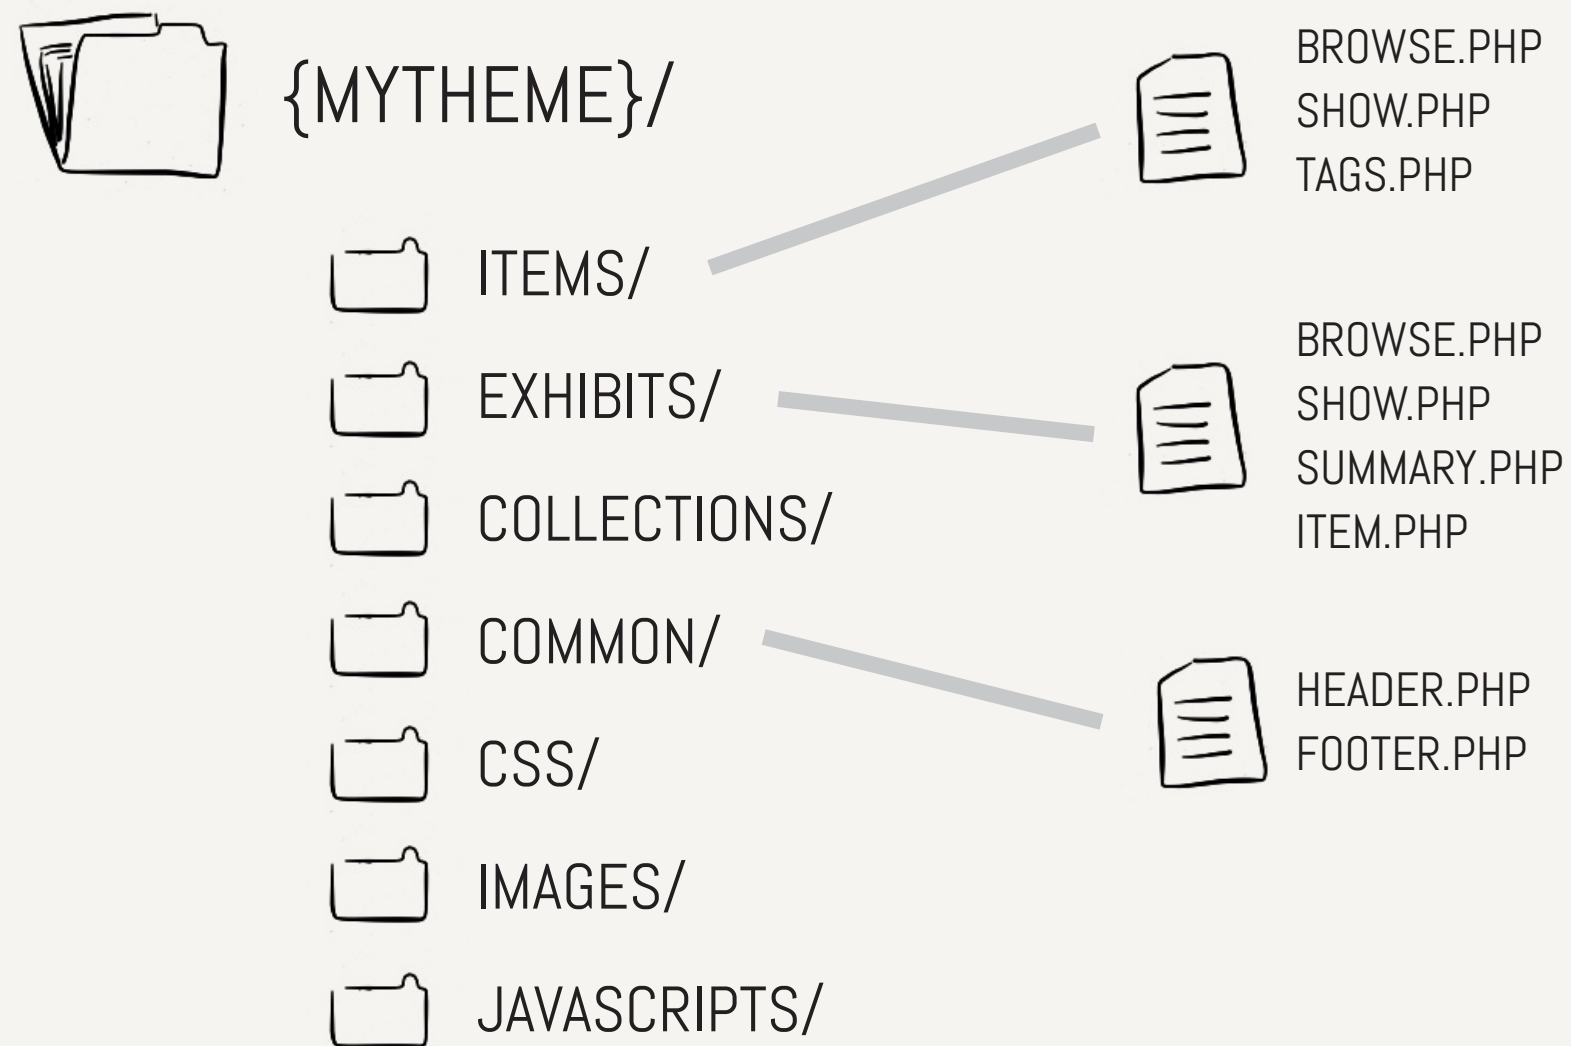 {MYTHEME}/
ITEMS/
EXHIBITS/
COLLECTIONS/
COMMON/
CSS/
IMAGES/
JAVASCRIPTS/
BROWSE.PHP
SHOW.PHP
TAGS.PHP
BROWSE.PHP
SHOW.PHP
SUMMARY.PHP
ITEM.PHP
HEADER.PHP
FOOTER.PHP